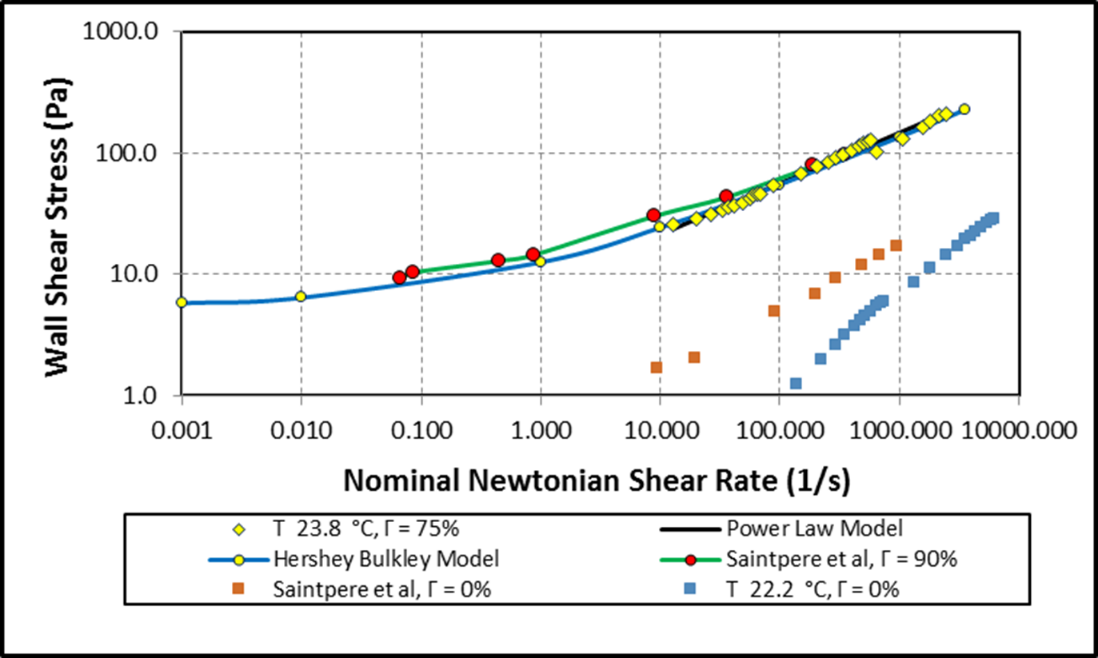 1000.0
100.0
10.0
1.0
Wall Shear Stress (Pa)
0.001 0.010 0.100 1.000 10.000 100.000 1000.000 10000.000
Nominal Newtonian Shear Rate (1/s)
T 23.8 °C, Γ = 75% Power Law Model
Hershey Bulkley Model Saintpere et al, Γ = 90%
Saintpere et al, Γ = 0% T 22.2 °C, Γ = 0%